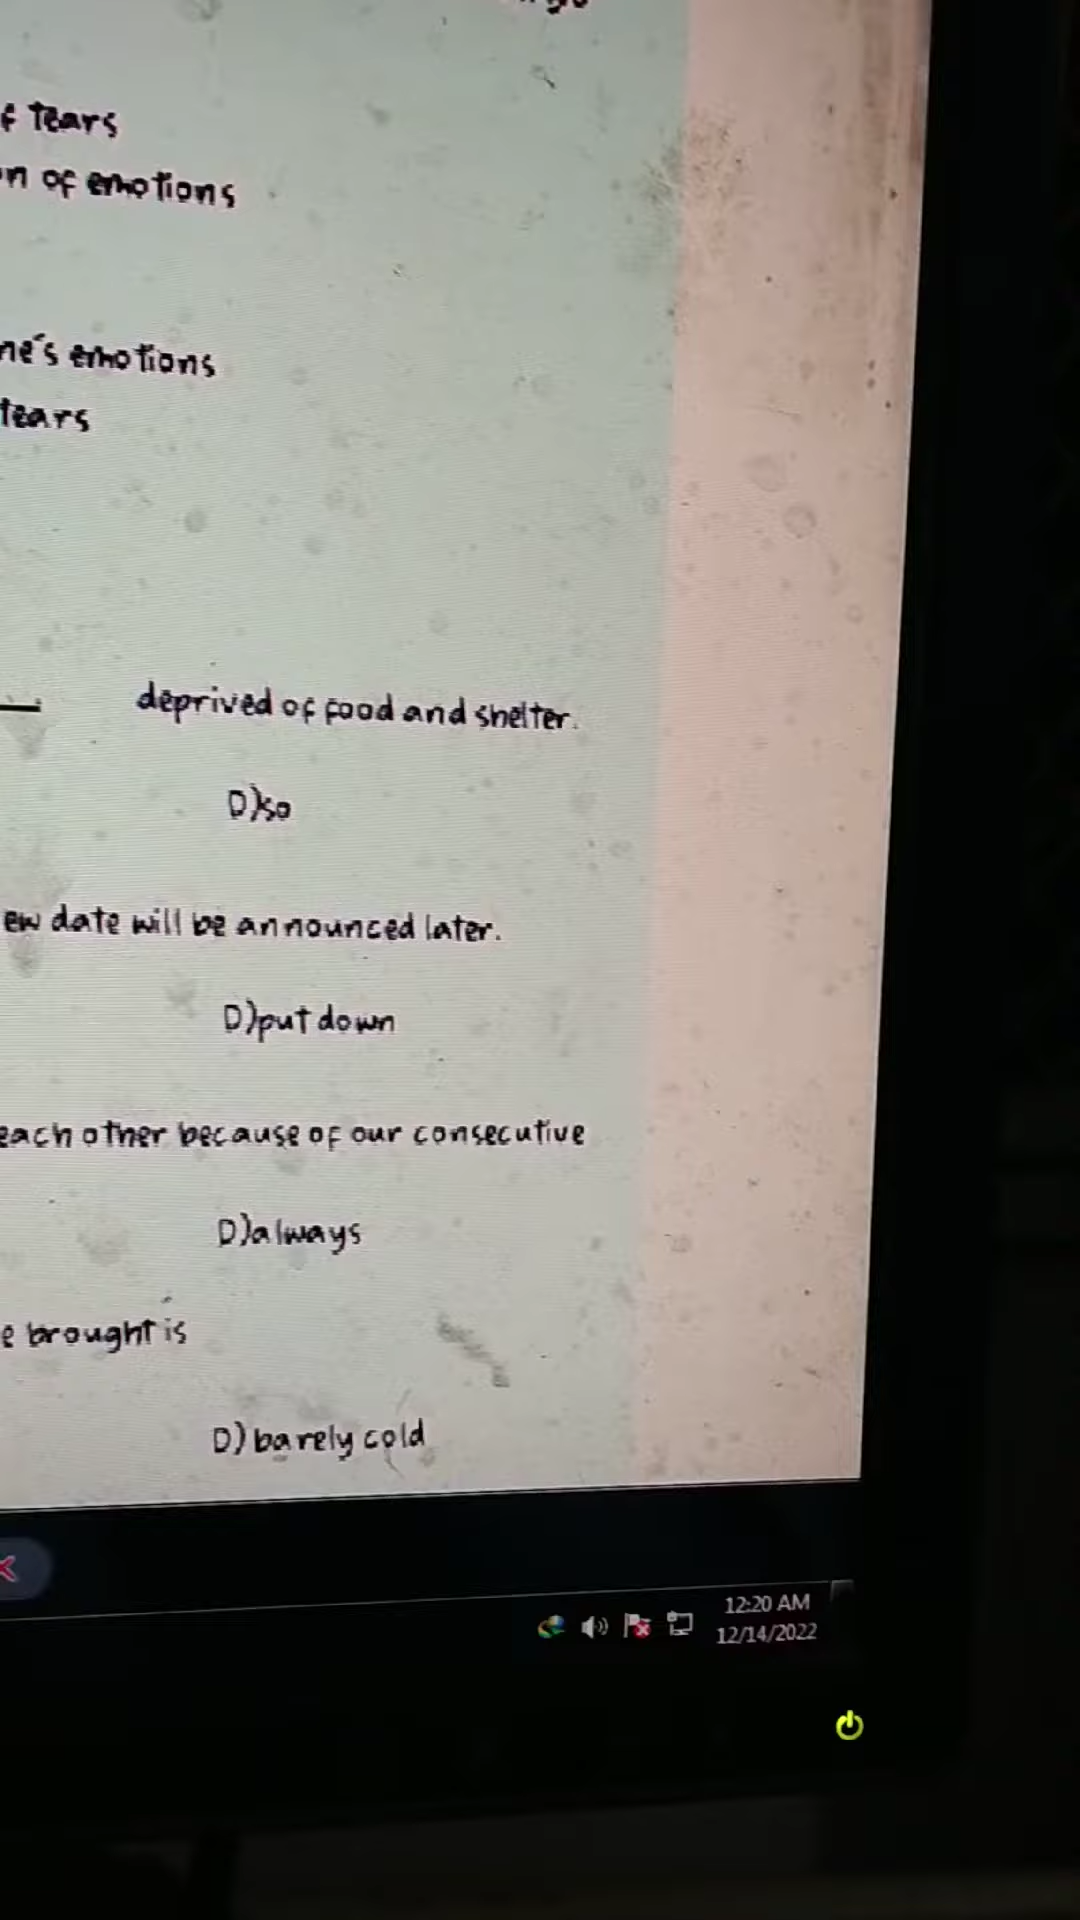 f tears
on of emotions
ne's emotions
tears
deprived of food and shelter.
D) so
ew date will be announced later.
D) put down
each other because of our consecutive
D) always
e brought is
D) barely cold
12:20 AM
12/14/2022